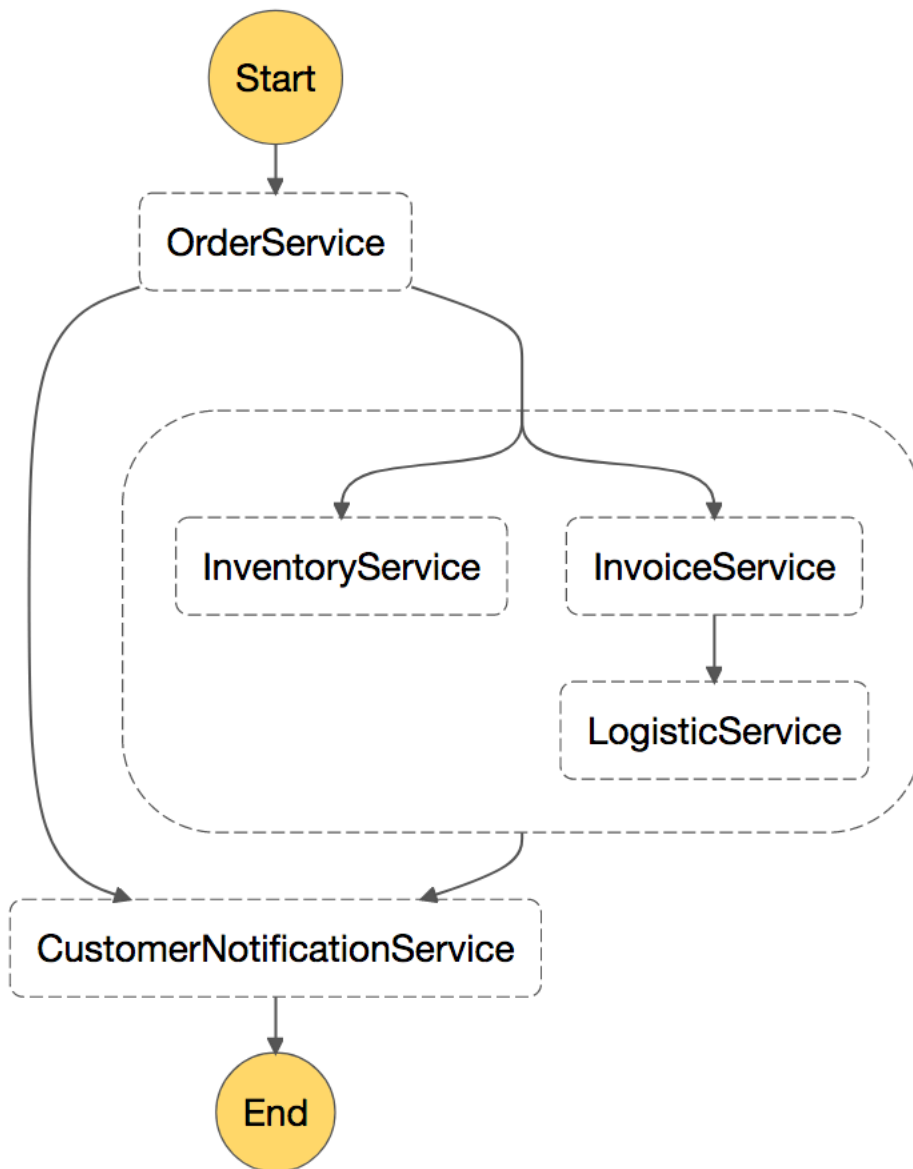 Start
OrderService
InventoryService
InvoiceService
LogisticService
CustomerNotificationService
End